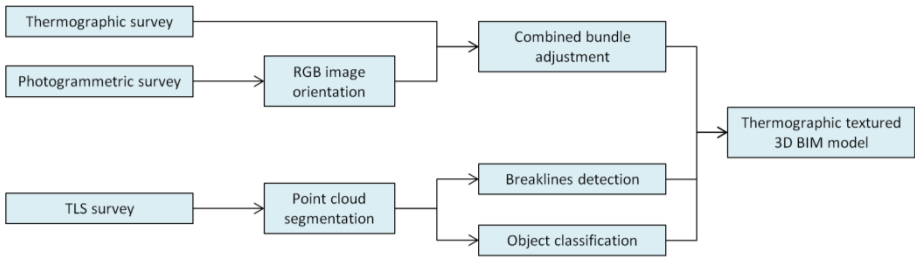 Thermographic survey
Photogrammetric survey
RGB image
orientation
Combined bundle
adjustment
Thermographic textured
3D BIM model
TLS survey
Point cloud
segmentation
Breaklines detection
Object classification